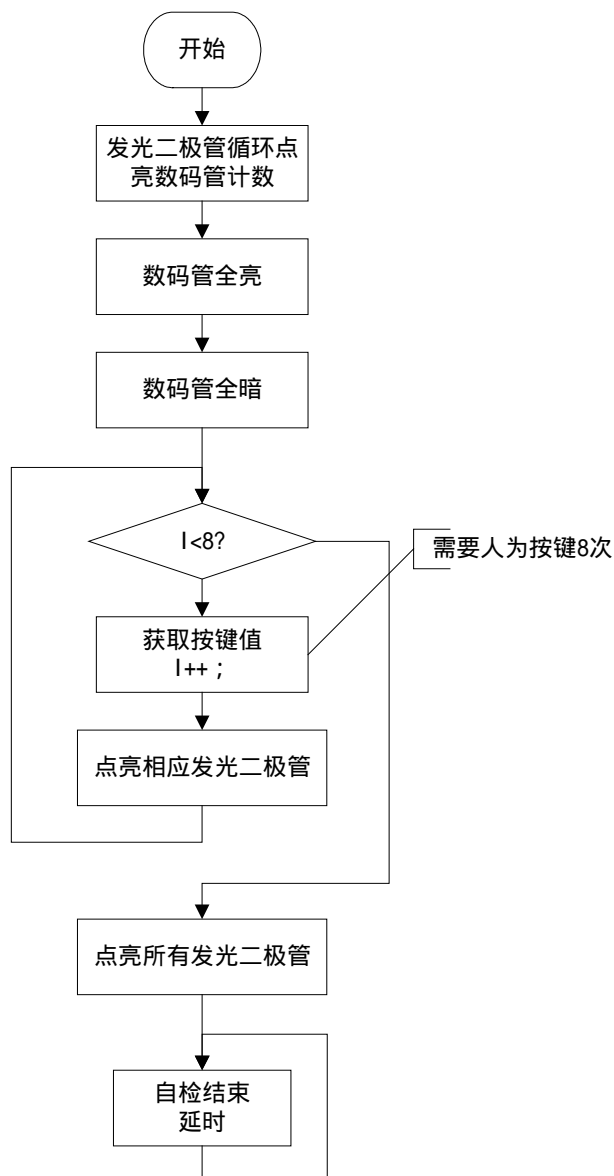 开始
发光二极管循环点
亮数码管计数
数码管全亮
数码管全暗
I<8?
需要人为按键8次
获取按键值
I++；
点亮相应发光二极管
点亮所有发光二极管
自检结束
延时